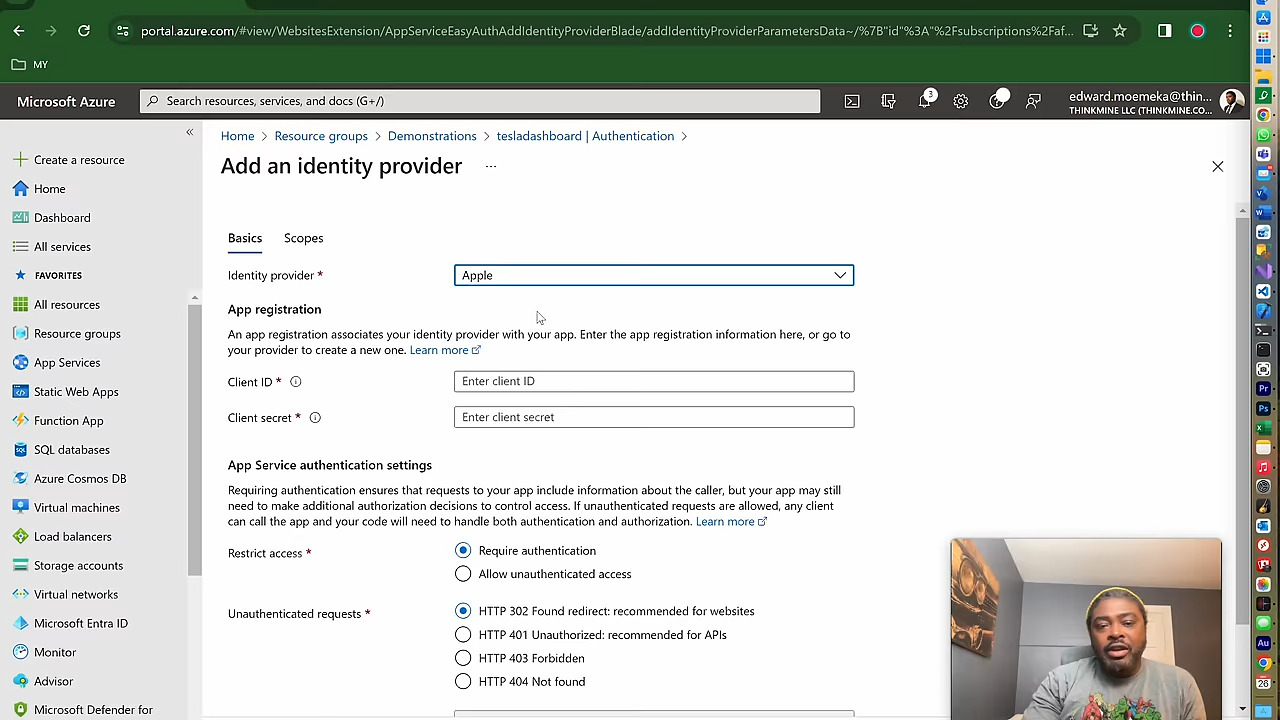 portal.azure.com/#view/WebsitesExtension/AppServiceEasyAuthAddIdentityProviderBlade/addIdentityProviderParametersData~/%7B"id"%3A"%2Fsubscriptions%2Faf...
MY
Microsoft Azure
Search resources, services, and docs (G+/)
3
edward.moemeka@thin...
THINKMINE LLC (THINKMINE.CO...
Home > Resource groups > Demonstrations > tesladashboard | Authentication >
Add an identity provider ...
Create a resource
Home
Dashboard
All services
FAVORITES
All resources
Resource groups
App Services
Static Web Apps
Function App
SQL databases
Azure Cosmos DB
Virtual machines
Load balancers
Storage accounts
Virtual networks
Microsoft Entra ID
Monitor
Advisor
Microsoft Defender for
Basics Scopes
Identity provider *
Apple
App registration
An app registration associates your identity provider with your app. Enter the app registration information here, or go to
your provider to create a new one. Learn more
Client ID *
Enter client ID
Client secret *
Enter client secret
App Service authentication settings
Requiring authentication ensures that requests to your app include information about the caller, but your app may still
need to make additional authorization decisions to control access. If unauthenticated requests are allowed, any client
can call the app and your code will need to handle both authentication and authorization. Learn more
Restrict access *
Require authentication
Allow unauthenticated access
Unauthenticated requests *
HTTP 302 Found redirect: recommended for websites
HTTP 401 Unauthorized: recommended for APIs
HTTP 403 Forbidden
HTTP 404 Not found
Pr
Ps
Au
26